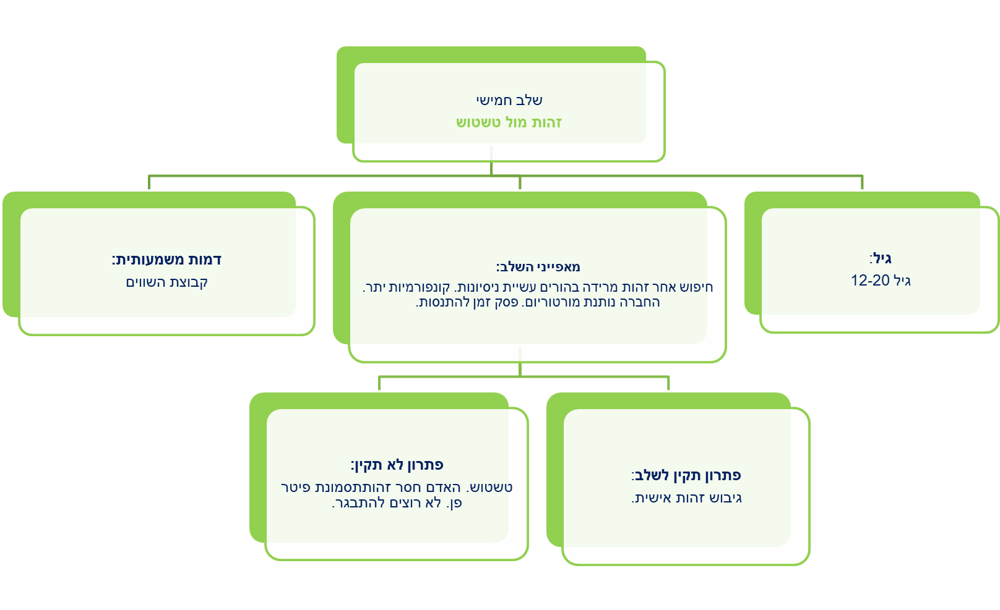 שלב חמישי
זהות מול טשטוש
גיל:
גיל 12-20
מאפייני השלב:
חיפוש אחר זהות מרידה בהורים עשיית ניסיונות. קונפורמיות יתר.
החברה נותנת מורטוריום. פסק זמן להתנסות.
דמות משמעותית:
קבוצת השווים
פתרון תקין לשלב:
גיבוש זהות אישית.
פתרון לא תקין:
טשטוש. האדם חסר זהותתסמונת פיטר
פן. לא רוצים להתבגר.